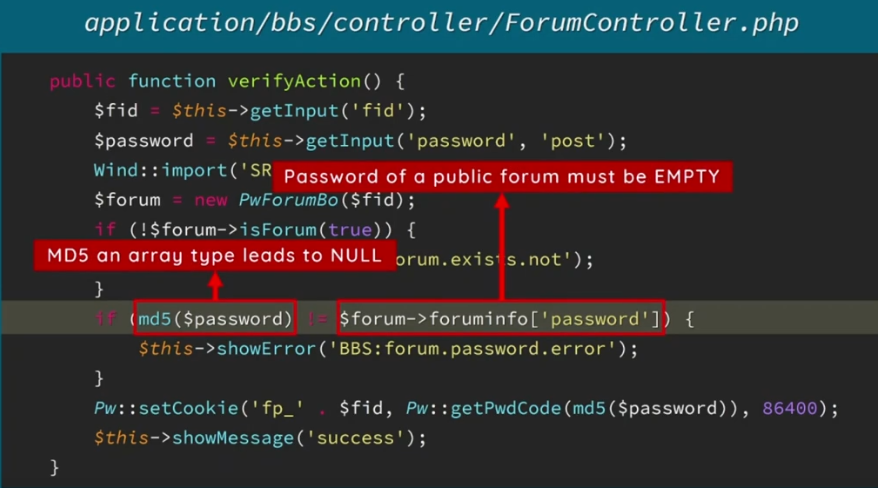 application/bbs/controller/ForumController.php
public function verifyAction() {
$fid = $this->getInput('fid');
$password = $this->getInput('password', 'post');
Wind::import('SR
Password of a public forum must be EMPTY
$forum = new PwForumBo($fid);
if (!$forum->isForum(true)) {
MD5 an array type leads to NULL
orum.exists.not');
}
if (md5($password) != $forum->foruminfo['password']) {
$this->showError('BBS:forum.password.error');
}
Pw::setCookie('fp_' . $fid, Pw::getPwdCode(md5($password)), 86400);
$this->showMessage('success');
}